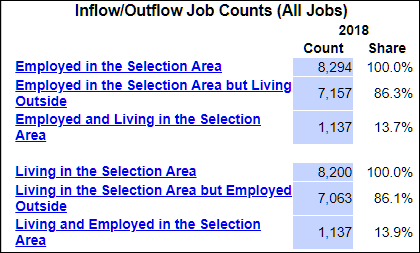 Inflow/Outflow Job Counts (All Jobs)
2018
Count Share
Employed in the Selection Area 8,294 100.0%
Employed in the Selection Area but Living
Outside 7,157 86.3%
Employed and Living in the Selection
Area 1,137 13.7%
Living in the Selection Area 8,200 100.0%
Living in the Selection Area but Employed
Outside 7,063 86.1%
Living and Employed in the Selection
Area 1,137 13.9%